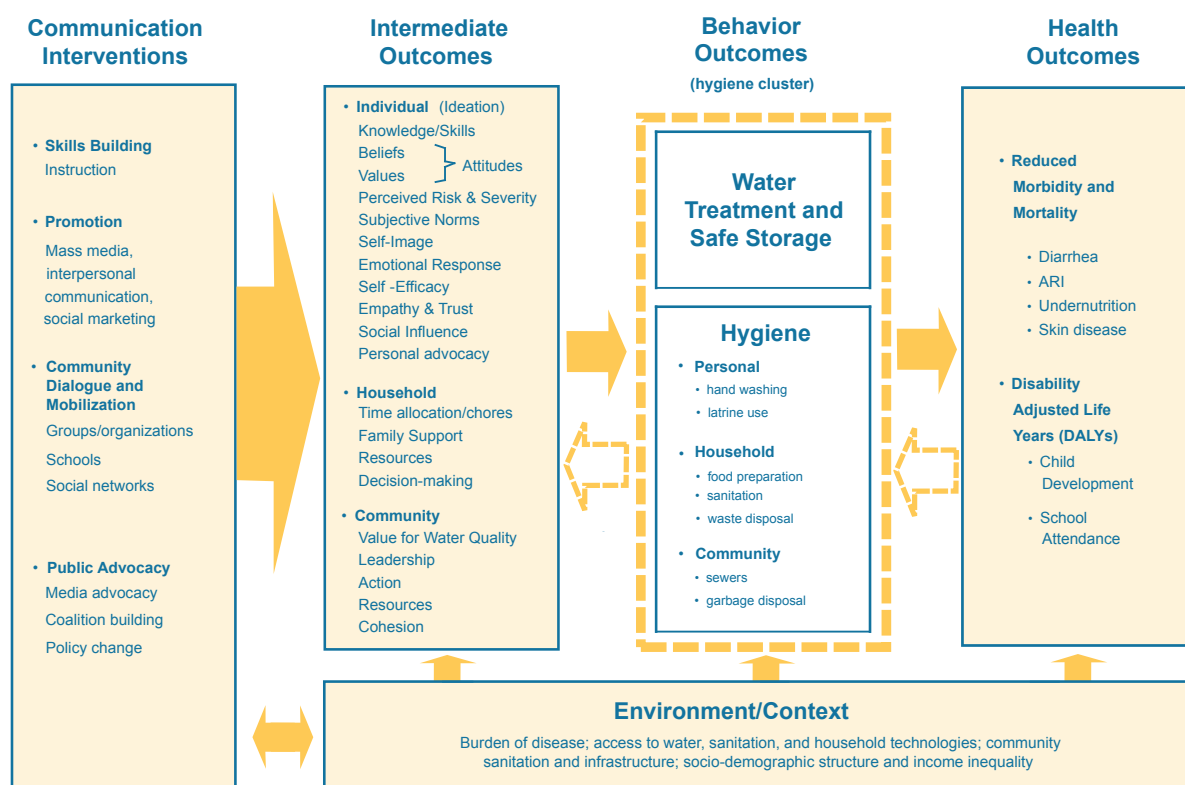 Communication
Interventions
• Skills Building
Instruction
• Promotion
Mass media,
interpersonal
communication,
social marketing
• Community
Dialogue and
Mobilization
Groups/organizations
Schools
Social networks
• Public Advocacy
Media advocacy
Coalition building
Policy change
Intermediate
Outcomes
• Individual (Ideation)
Knowledge/Skills
Beliefs
Values
Attitudes
Perceived Risk & Severity
Subjective Norms
Self-Image
Emotional Response
Self -Efficacy
Empathy & Trust
Social Influence
Personal advocacy
• Household
Time allocation/chores
Family Support
Resources
Decision-making
• Community
Value for Water Quality
Leadership
Action
Resources
Cohesion
Behavior
Outcomes
(hygiene cluster)
Water
Treatment and
Safe Storage
Hygiene
• Personal
• hand washing
• latrine use
• Household
• food preparation
• sanitation
• waste disposal
• Community
• sewers
• garbage disposal
Health
Outcomes
• Reduced
Morbidity and
Mortality
• Diarrhea
• ARI
• Undernutrition
• Skin disease
• Disability
Adjusted Life
Years (DALYs)
• Child
Development
• School
Attendance
Environment/Context
Burden of disease; access to water, sanitation, and household technologies; community
sanitation and infrastructure; socio-demographic structure and income inequality